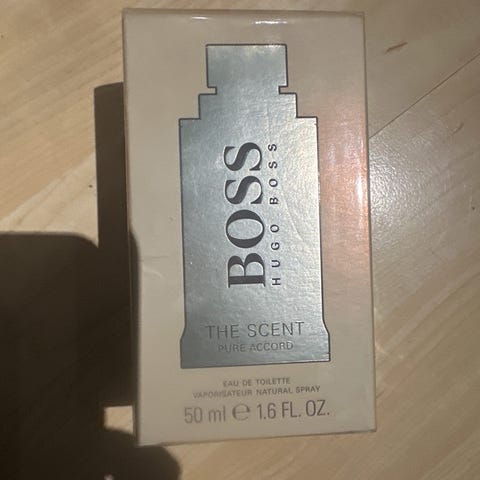 BOSS
HUGO BOSS
THE SCENT
PURE ACCORD
EAU DE TOILETTE
VAPORISATEUR NATURAL SPRAY
50 ml ℮ 1.6 FL. OZ.